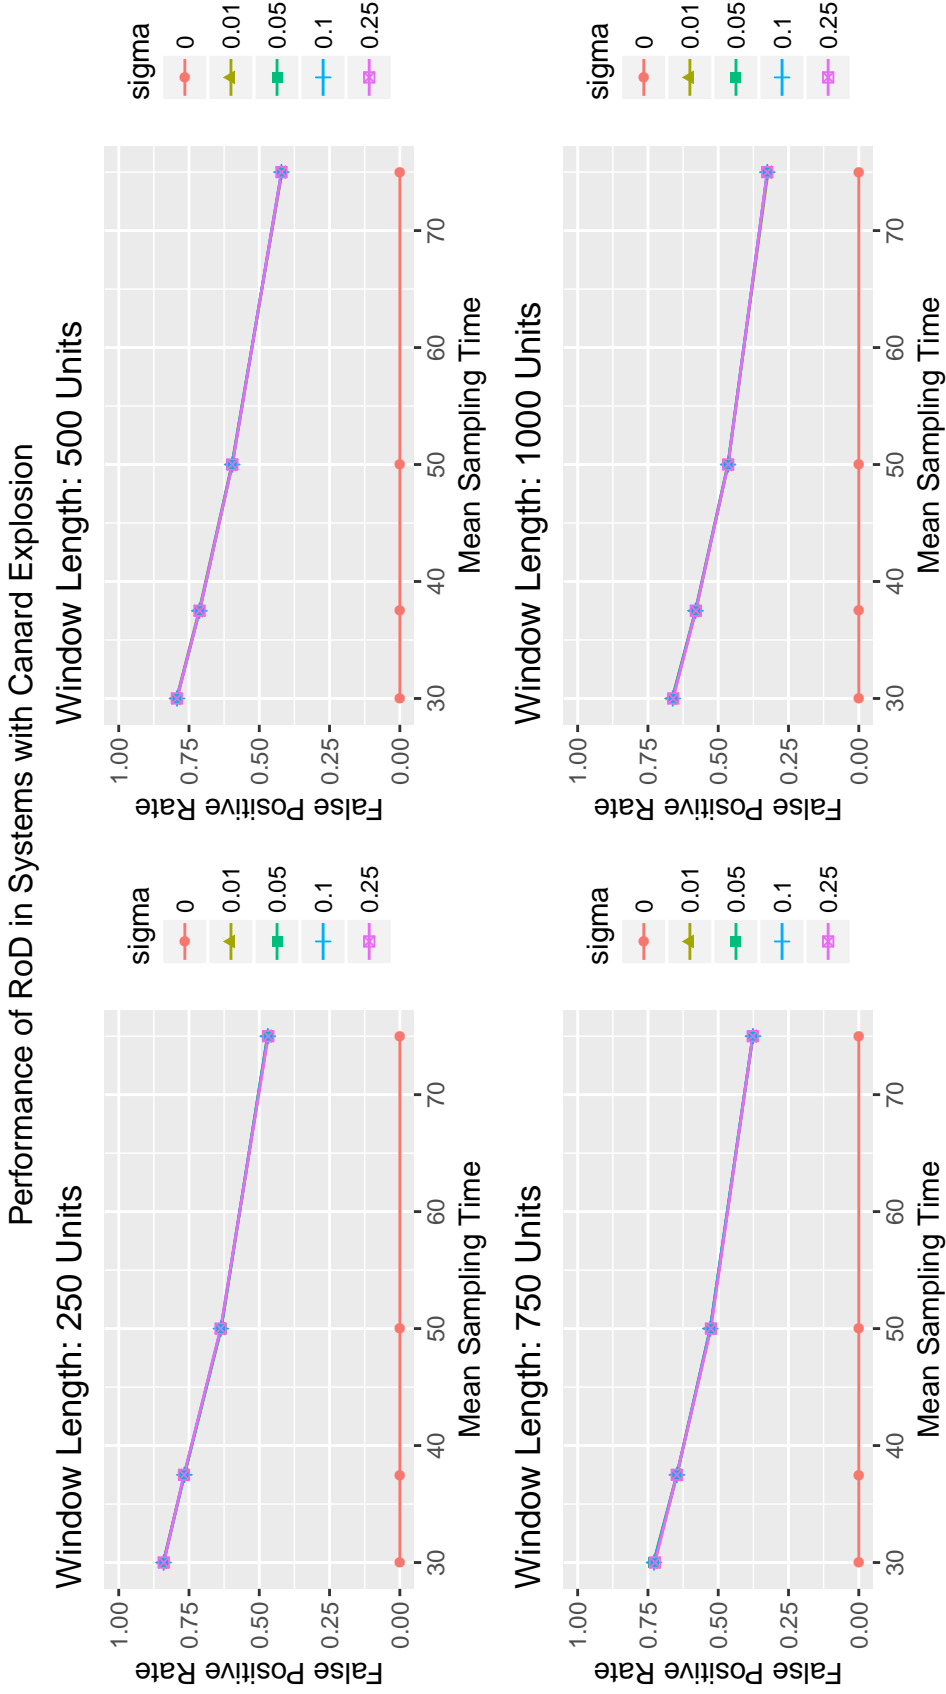 Performance of RoD in Systems with Canard Explosion
Window Length: 250 Units
False Positive Rate
1.00
0.75
0.50
0.25
0.00
30 40 50 60 70
Mean Sampling Time
sigma
0
0.01
0.05
0.1
0.25
Window Length: 500 Units
False Positive Rate
1.00
0.75
0.50
0.25
0.00
30 40 50 60 70
Mean Sampling Time
sigma
0
0.01
0.05
0.1
0.25
Window Length: 750 Units
False Positive Rate
1.00
0.75
0.50
0.25
0.00
30 40 50 60 70
Mean Sampling Time
sigma
0
0.01
0.05
0.1
0.25
Window Length: 1000 Units
False Positive Rate
1.00
0.75
0.50
0.25
0.00
30 40 50 60 70
Mean Sampling Time
sigma
0
0.01
0.05
0.1
0.25